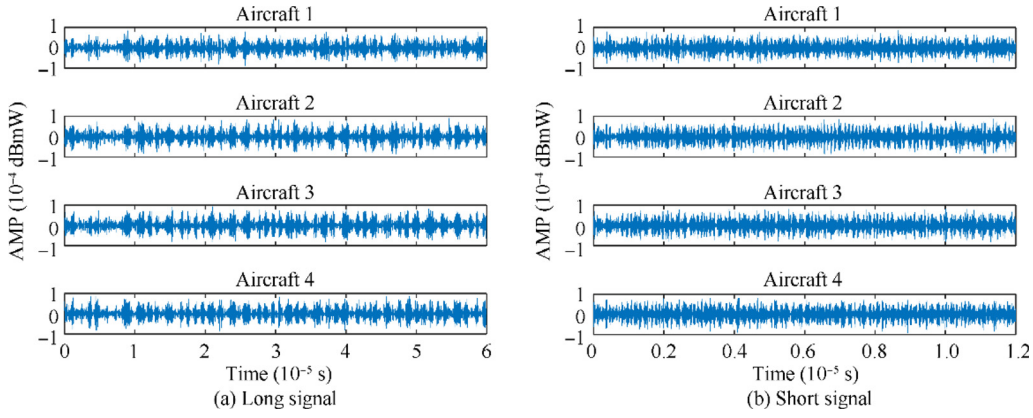 Aircraft 1
1
0
−1
Aircraft 2
1
0
−1
Aircraft 3
1
0
−1
Aircraft 4
1
0
−1
0 1 2 3 4 5 6
AMP (10⁻⁴ dBmW)
Time (10⁻⁵ s)
(a) Long signal
Aircraft 1
1
0
−1
Aircraft 2
1
0
−1
Aircraft 3
1
0
−1
Aircraft 4
1
0
−1
0 0.2 0.4 0.6 0.8 1.0 1.2
AMP (10⁻⁴ dBmW)
Time (10⁻⁵ s)
(b) Short signal